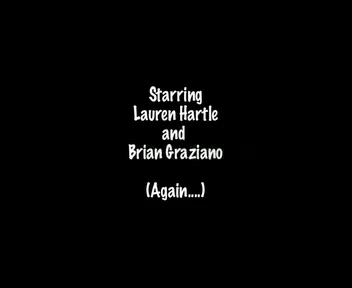 Starring
Lauren Hartle
and
Brian Graziano
(Again....)